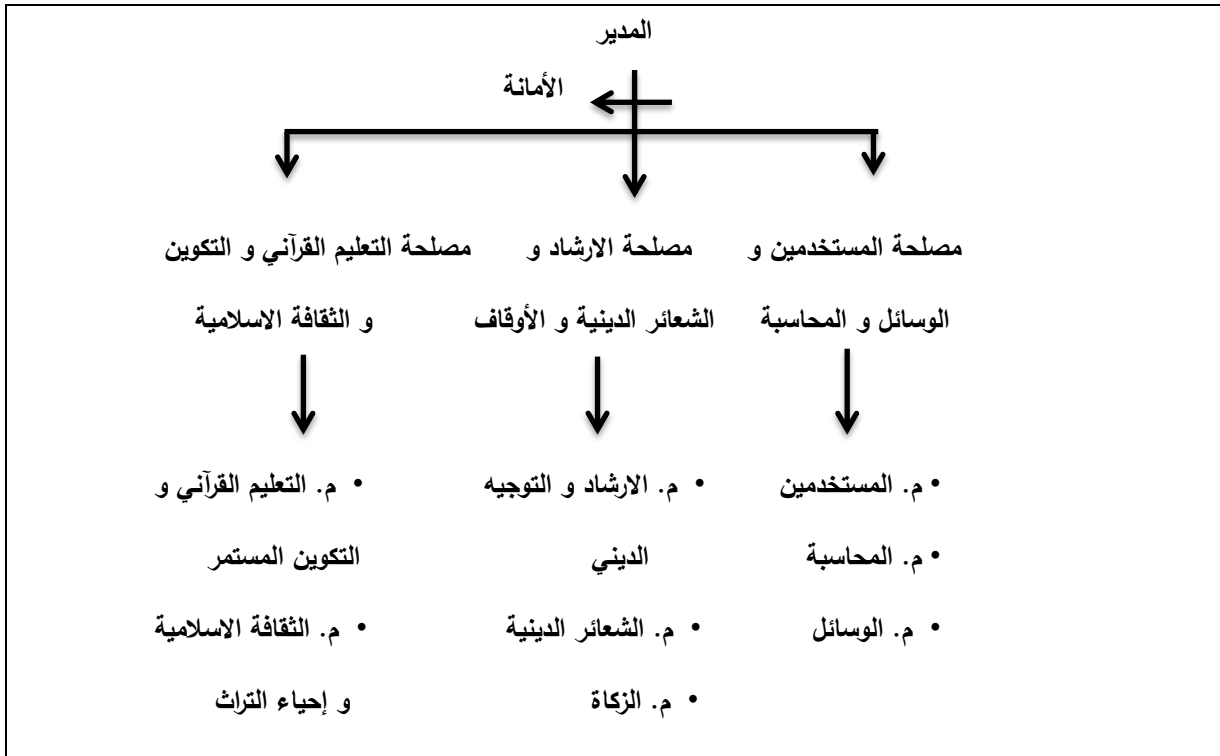 المدير
الأمانة
مصلحة المستخدمين و
الوسائل و المحاسبة
مصلحة الارشاد و
الشعائر الدينية و الأوقاف
مصلحة التعليم القرآني و التكوين
و الثقافة الاسلامية
• م. المستخدمين
• م. المحاسبة
• م. الوسائل
• م. الارشاد و التوجيه
الديني
• م. الشعائر الدينية
• م. الزكاة
• م. التعليم القرآني و
التكوين المستمر
• م. الثقافة الاسلامية
و إحياء التراث